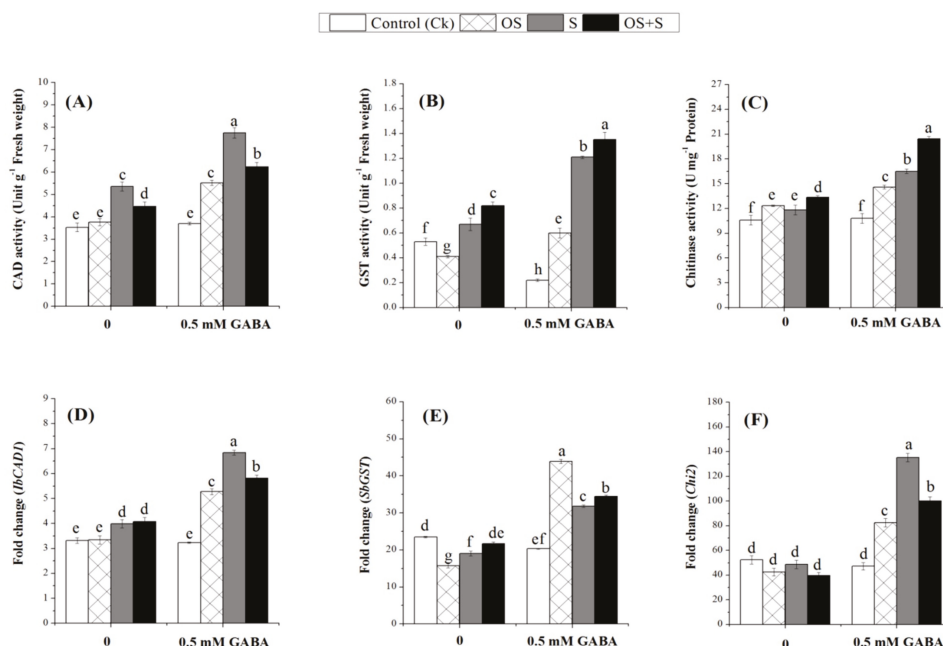 Control (Ck) OS S OS+S
(A)
CAD activity (Unit g⁻¹ Fresh weight)
10
9
8
7
6
5
4
3
2
1
0
e e c d e c a b
0 0.5 mM GABA
(B)
GST activity (Unit g⁻¹ Fresh weight)
1.8
1.6
1.4
1.2
1.0
0.8
0.6
0.4
0.2
0.0
f g d c h e b a
0 0.5 mM GABA
(C)
Chitinase activity (U mg⁻¹ Protein)
27
24
21
18
15
12
9
6
3
0
f e e d f c b a
0 0.5 mM GABA
(D)
Fold change (IbCAD1)
9
8
7
6
5
4
3
2
1
0
e e d d e c a b
0 0.5 mM GABA
(E)
Fold change (SbGST)
60
50
40
30
20
10
0
d g f de ef a c b
0 0.5 mM GABA
(F)
Fold change (Chi2)
180
160
140
120
100
80
60
40
20
0
d d d d d c a b
0 0.5 mM GABA